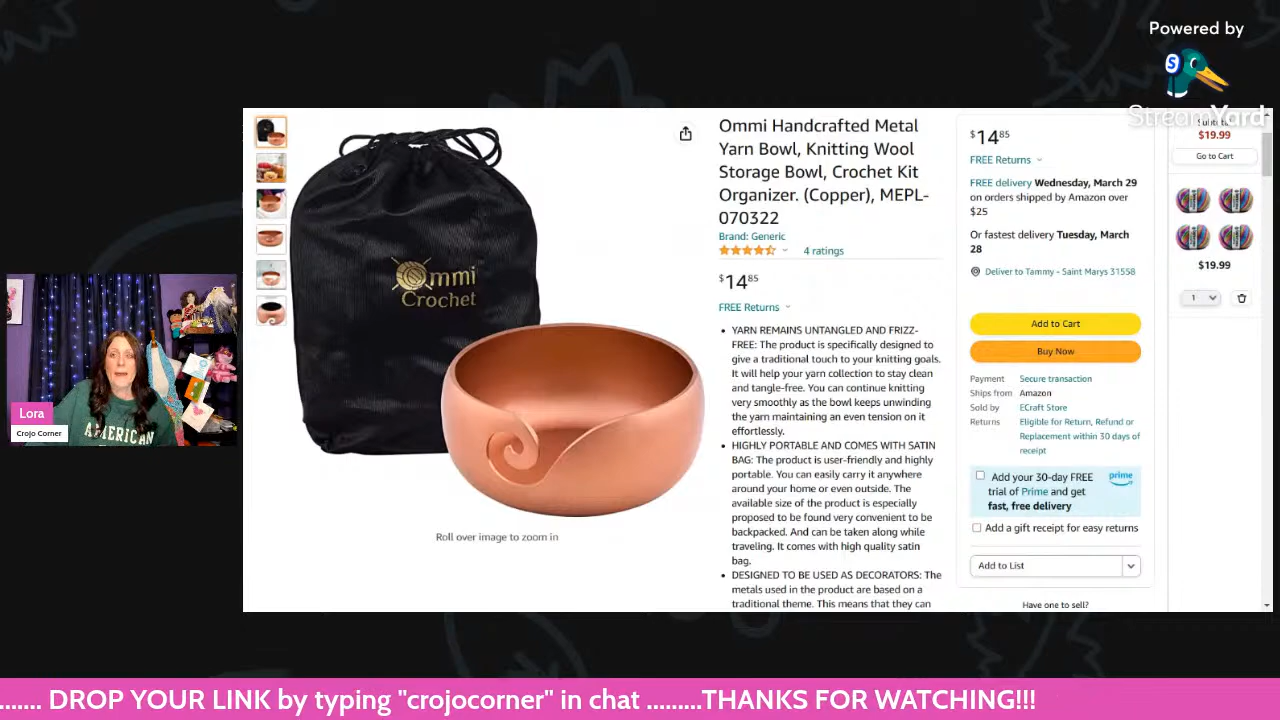 Powered by
StreamYard
Ommi
Crochet
Roll over image to zoom in
Ommi Handcrafted Metal
Yarn Bowl, Knitting Wool
Storage Bowl, Crochet Kit
Organizer. (Copper), MEPL-
070322
Brand: Generic
4 ratings
$14 85
FREE Returns
• YARN REMAINS UNTANGLED AND FRIZZ-
FREE: The product is specifically designed to
give a traditional touch to your knitting goals.
It will help your yarn collection to stay clean
and tangle-free. You can continue knitting
very smoothly as the bowl keeps unwinding
the yarn maintaining an even tension on it
effortlessly.
• HIGHLY PORTABLE AND COMES WITH SATIN
BAG: The product is user-friendly and highly
portable. You can easily carry it anywhere
around your home or even outside. The
available size of the product is especially
proposed to be found very convenient to be
backpacked. And can be taken along while
traveling. It comes with high quality satin
bag.
• DESIGNED TO BE USED AS DECORATORS: The
metals used in the product are based on a
traditional theme. This means that they can
$14 85
FREE Returns
FREE delivery Wednesday, March 29
on orders shipped by Amazon over
$25
Or fastest delivery Tuesday, March
28
Deliver to Tammy - Saint Marys 31558
Add to Cart
Buy Now
Payment Secure transaction
Ships from Amazon
Sold by ECraft Store
Returns Eligible for Return, Refund or
Replacement within 30 days of
receipt
Add your 30-day FREE
trial of Prime and get
fast, free delivery
prime
Add a gift receipt for easy returns
Add to List
Have one to sell?
$19.99
Go to Cart
$19.99
1
AMERICAN
Lora
Crojo Corner
....... DROP YOUR LINK by typing "crojocorner" in chat .........THANKS FOR WATCHING!!!